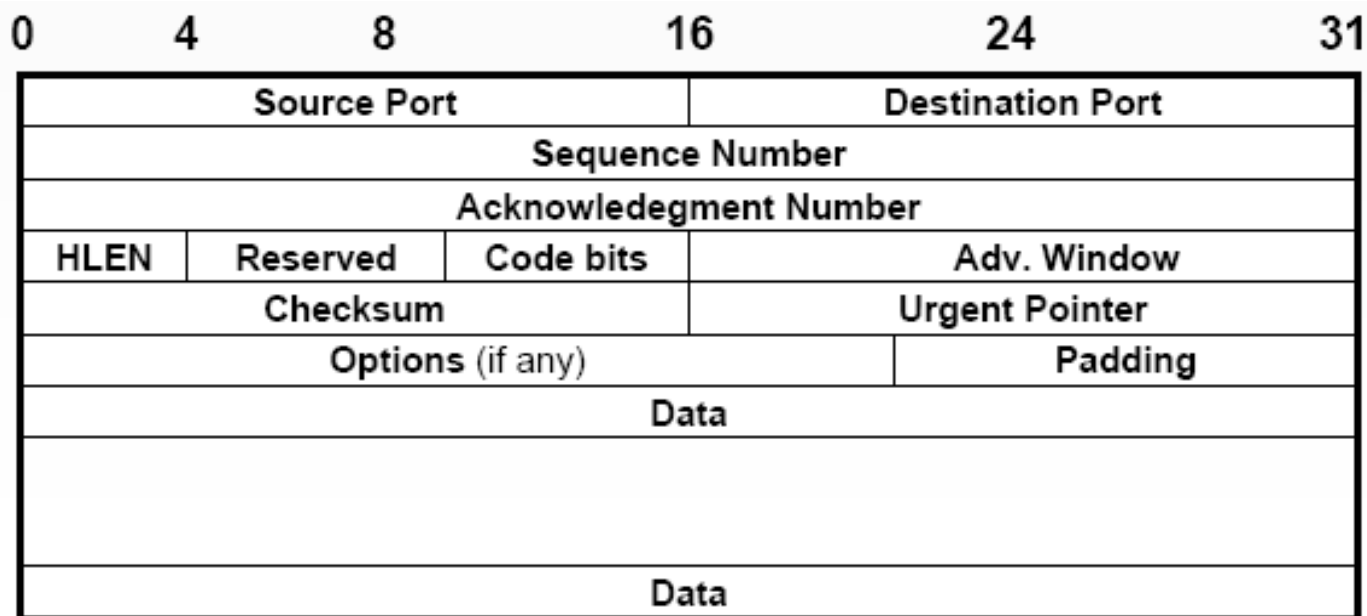 0 4 8 16 24 31
Source Port Destination Port
Sequence Number
Acknowledegment Number
HLEN Reserved Code bits Adv. Window
Checksum Urgent Pointer
Options (if any) Padding
Data
Data